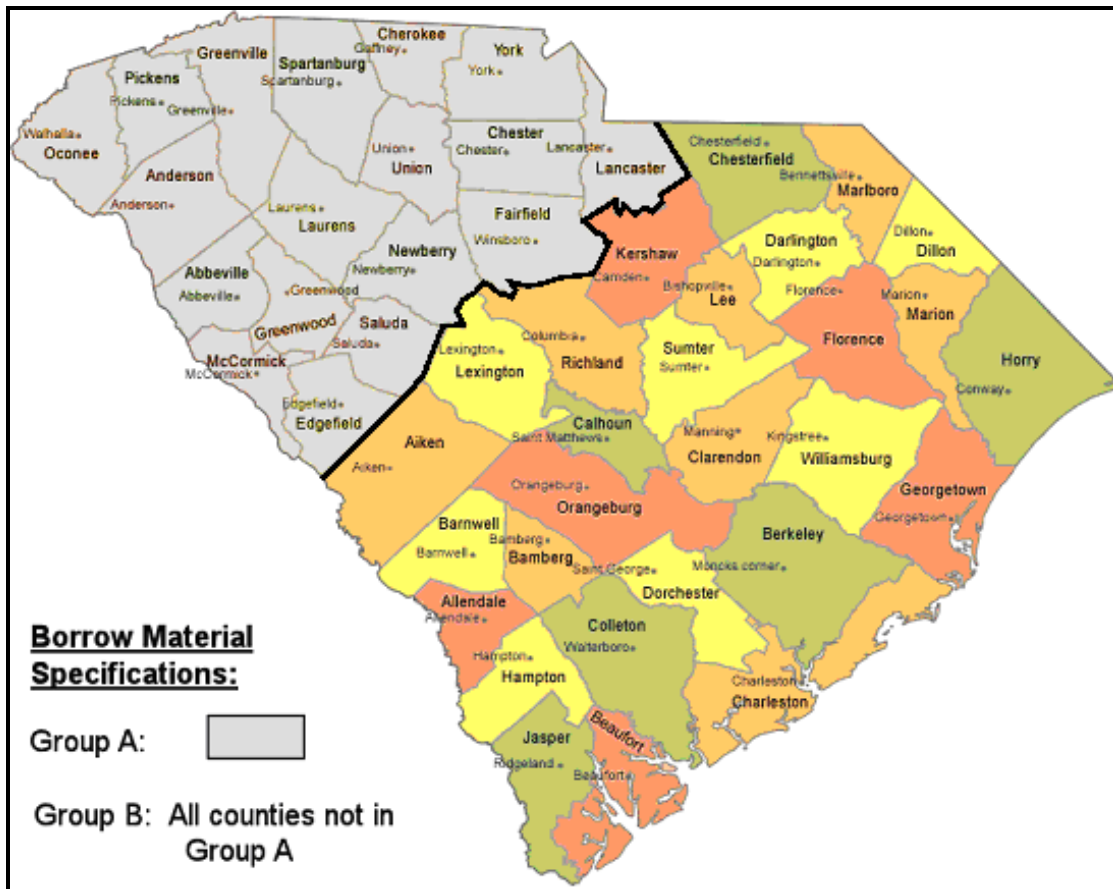 Cherokee
Gaffney
York
York
Greenville
Spartanburg
Spartanburg
Pickens
Pickens
Greenville
Walhalla
Oconee
Union
Union
Chester
Chester
Lancaster
Lancaster
Chesterfield
Chesterfield
Bennettsville
Marlboro
Anderson
Anderson
Laurens
Laurens
Fairfield
Winsboro
Newberry
Newberry
Kershaw
Camden
Darlington
Darlington
Dillon
Dillon
Abbeville
Abbeville
Greenwood
Greenwood
Saluda
Saluda
Bishopville
Lee
Florence
Florence
Marion
Marion
McCormick
McCormick
Columbia
Richland
Sumter
Sumter
Horry
Conway
Lexington
Lexington
Edgefield
Edgefield
Calhoun
Saint Matthews
Manning
Clarendon
Kingstree
Williamsburg
Aiken
Aiken
Orangeburg
Orangeburg
Georgetown
Georgetown
Barnwell
Barnwell
Bamberg
Bamberg
Berkeley
Moncks corner
Saint George
Dorchester
Allendale
Allendale
Colleton
Walterboro
Hampton
Hampton
Charleston
Charleston
Jasper
Ridgeland
Beaufort
Beaufort
Borrow Material
Specifications:
Group A:
Group B: All counties not in
Group A